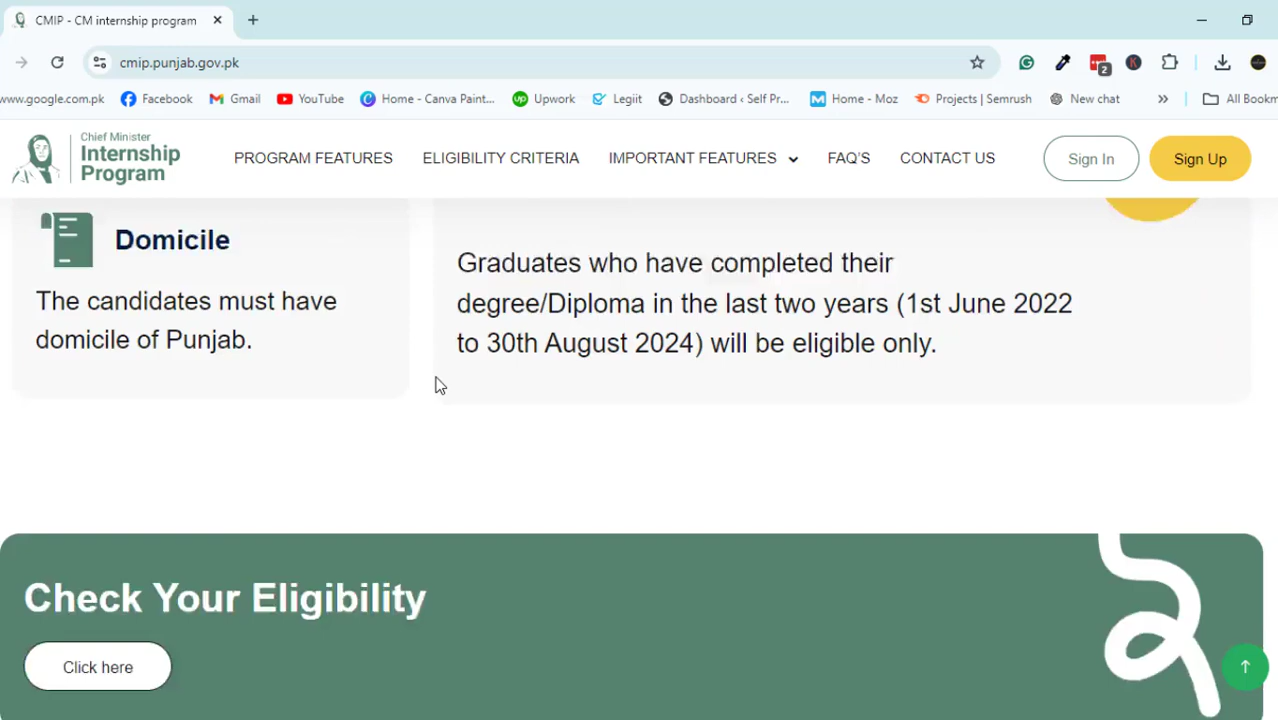 CMIP - CM internship program
cmip.punjab.gov.pk
2
www.google.com.pk Facebook Gmail YouTube Home - Canva Paint... Upwork Legiit Dashboard ‹ Self Pr... Home - Moz Projects | Semrush New chat » All Bookm
Chief Minister
Internship
Program
PROGRAM FEATURES ELIGIBILITY CRITERIA IMPORTANT FEATURES FAQ'S CONTACT US Sign In Sign Up
Domicile
The candidates must have
domicile of Punjab.
Graduates who have completed their
degree/Diploma in the last two years (1st June 2022
to 30th August 2024) will be eligible only.
Check Your Eligibility
Click here